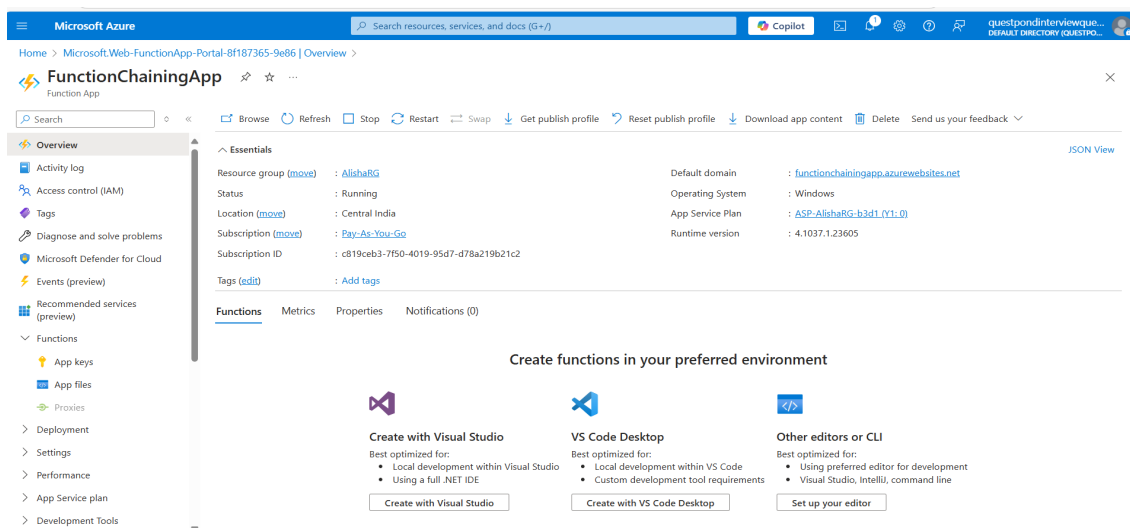 Microsoft Azure
Search resources, services, and docs (G+/)
Copilot
1
questpondinterviewque...
DEFAULT DIRECTORY (QUESTPO...
Home > Microsoft.Web-FunctionApp-Portal-8f187365-9e86 | Overview >
FunctionChainingApp
Function App
Search
Browse Refresh Stop Restart Swap Get publish profile Reset publish profile Download app content Delete Send us your feedback
Overview
Activity log
Access control (IAM)
Tags
Diagnose and solve problems
Microsoft Defender for Cloud
Events (preview)
Recommended services
(preview)
Functions
App keys
App files
Proxies
Deployment
Settings
Performance
App Service plan
Development Tools
Essentials
JSON View
Resource group (move) : AlishaRG
Status : Running
Location (move) : Central India
Subscription (move) : Pay-As-You-Go
Subscription ID : c819ceb3-7f50-4019-95d7-d78a219b21c2
Tags (edit) : Add tags
Default domain : functionchainingapp.azurewebsites.net
Operating System : Windows
App Service Plan : ASP-AlishaRG-b3d1 (Y1: 0)
Runtime version : 4.1037.1.23605
Functions Metrics Properties Notifications (0)
Create functions in your preferred environment
Create with Visual Studio
Best optimized for:
• Local development within Visual Studio
• Using a full .NET IDE
Create with Visual Studio
VS Code Desktop
Best optimized for:
• Local development within VS Code
• Custom development tool requirements
Create with VS Code Desktop
Other editors or CLI
Best optimized for:
• Using preferred editor for development
• Visual Studio, IntelliJ, command line
Set up your editor